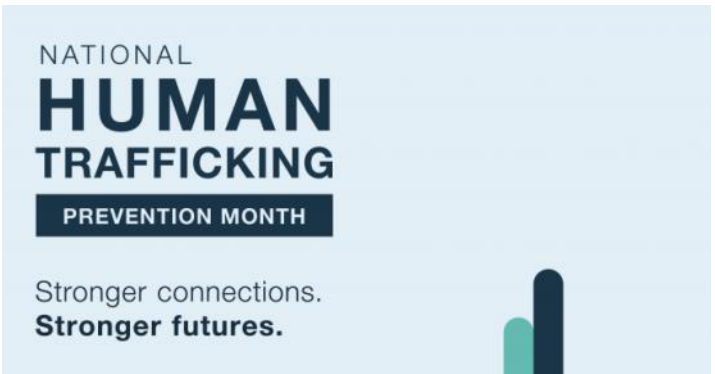 NATIONAL
HUMAN
TRAFFICKING
PREVENTION MONTH
Stronger connections.
Stronger futures.